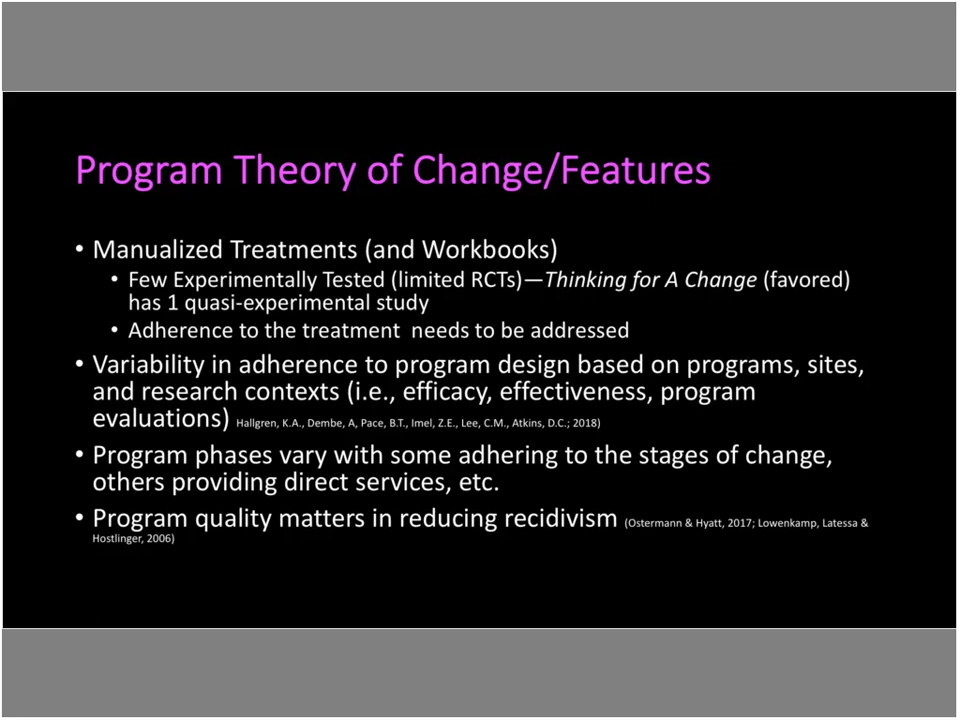 Program Theory of Change/Features
• Manualized Treatments (and Workbooks)
• Few Experimentally Tested (limited RCTs)—Thinking for A Change (favored)
has 1 quasi-experimental study
• Adherence to the treatment needs to be addressed
• Variability in adherence to program design based on programs, sites,
and research contexts (i.e., efficacy, effectiveness, program
evaluations) Hallgren, K.A., Dembe, A, Pace, B.T., Imel, Z.E., Lee, C.M., Atkins, D.C.; 2018)
• Program phases vary with some adhering to the stages of change,
others providing direct services, etc.
• Program quality matters in reducing recidivism (Ostermann & Hyatt, 2017; Lowenkamp, Latessa &
Hostlinger, 2006)